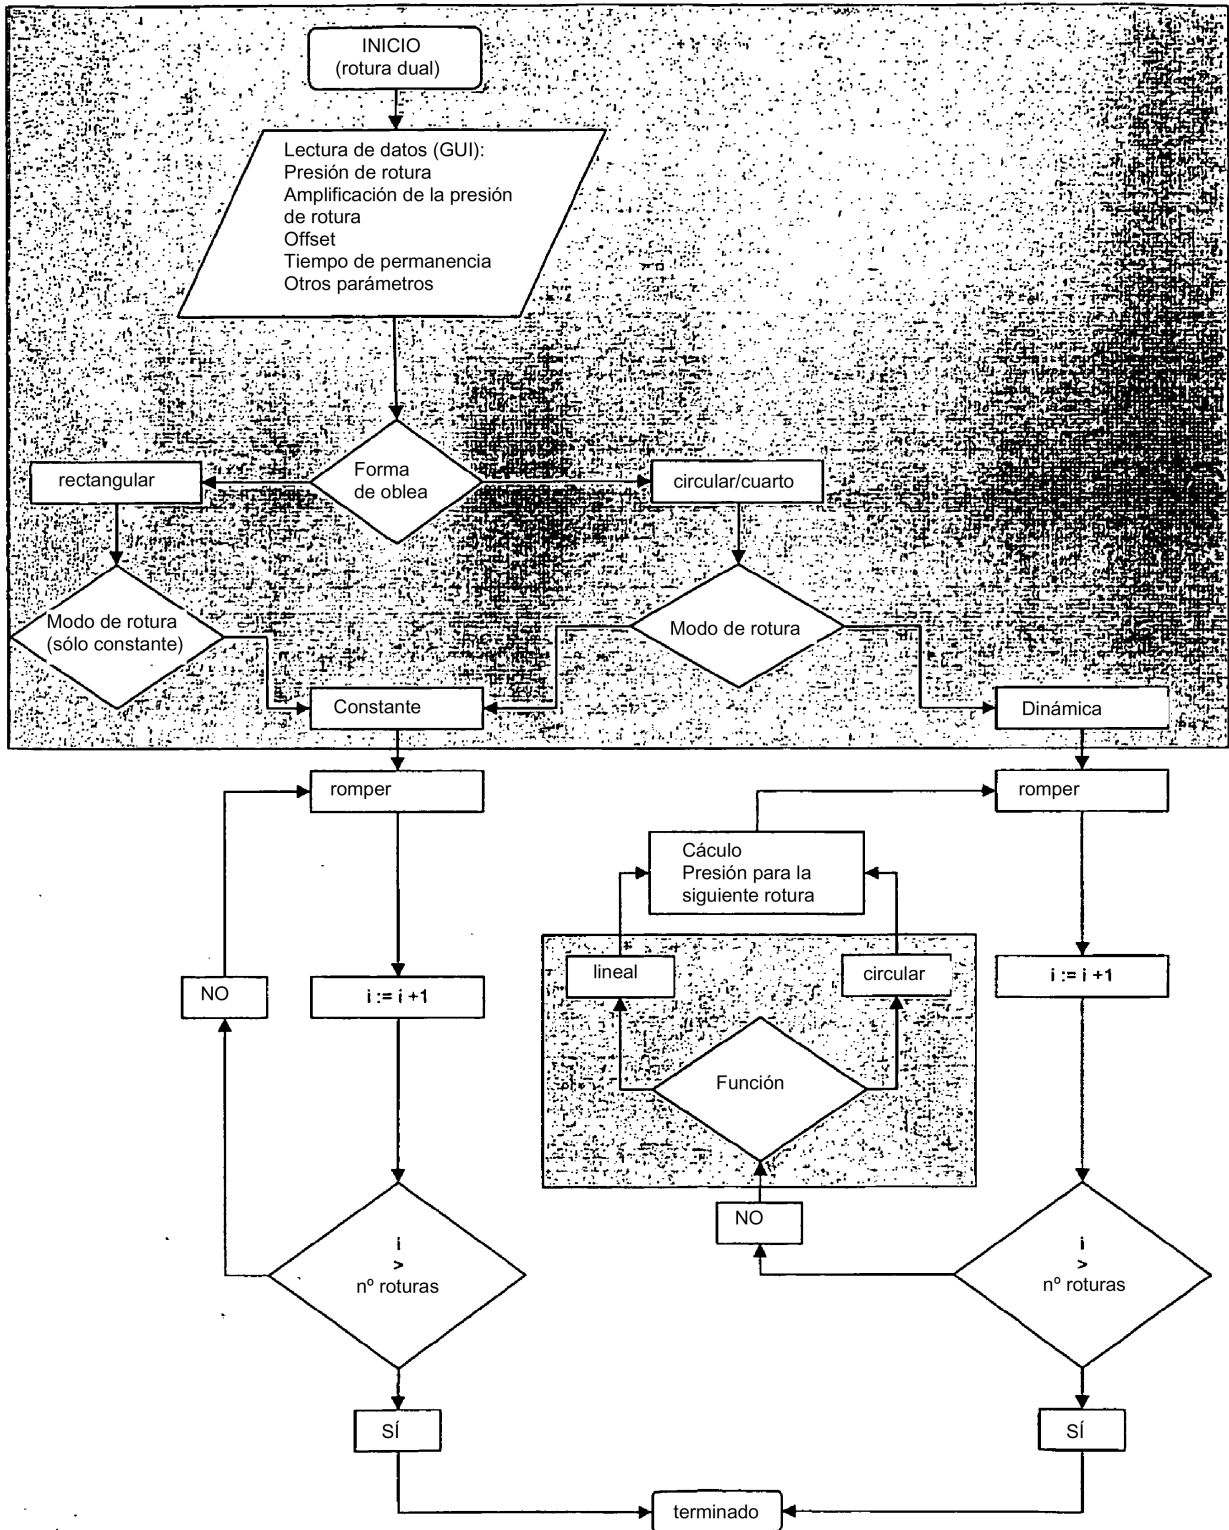 INICIO
(rotura dual)
Lectura de datos (GUI):
Presión de rotura
Amplificación de la presión
de rotura
Offset
Tiempo de permanencia
Otros parámetros
Forma
de oblea
rectangular
circular/cuarto
Modo de rotura
(sólo constante)
Modo de rotura
Constante
Dinámica
romper
romper
Cáculo
Presión para la
siguiente rotura
lineal
circular
NO
i := i +1
i := i +1
Función
NO
i
>
nº roturas
i
>
nº roturas
SÍ
SÍ
terminado